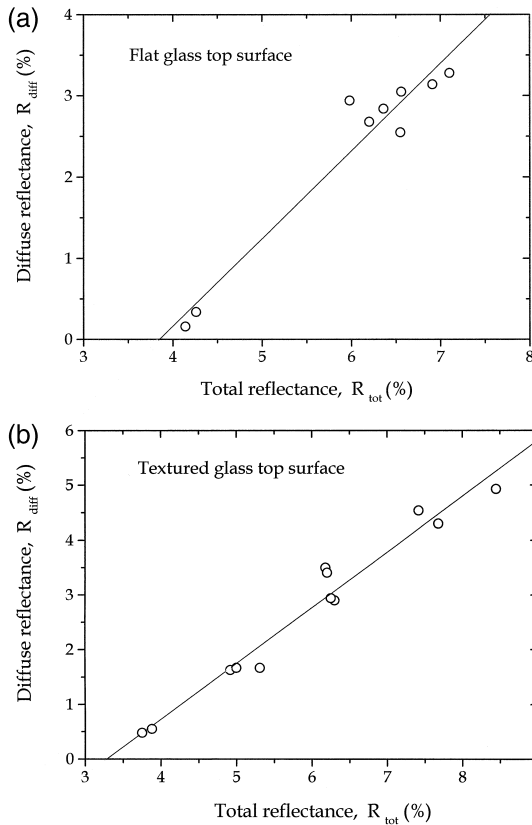 (a)
Flat glass top surface
Diffuse reflectance, R diff (%)
4
3
2
1
0
3 4 5 6 7 8
Total reflectance, R tot (%)
(b)
Textured glass top surface
Diffuse reflectance, R diff (%)
6
5
4
3
2
1
0
3 4 5 6 7 8
Total reflectance, R tot (%)